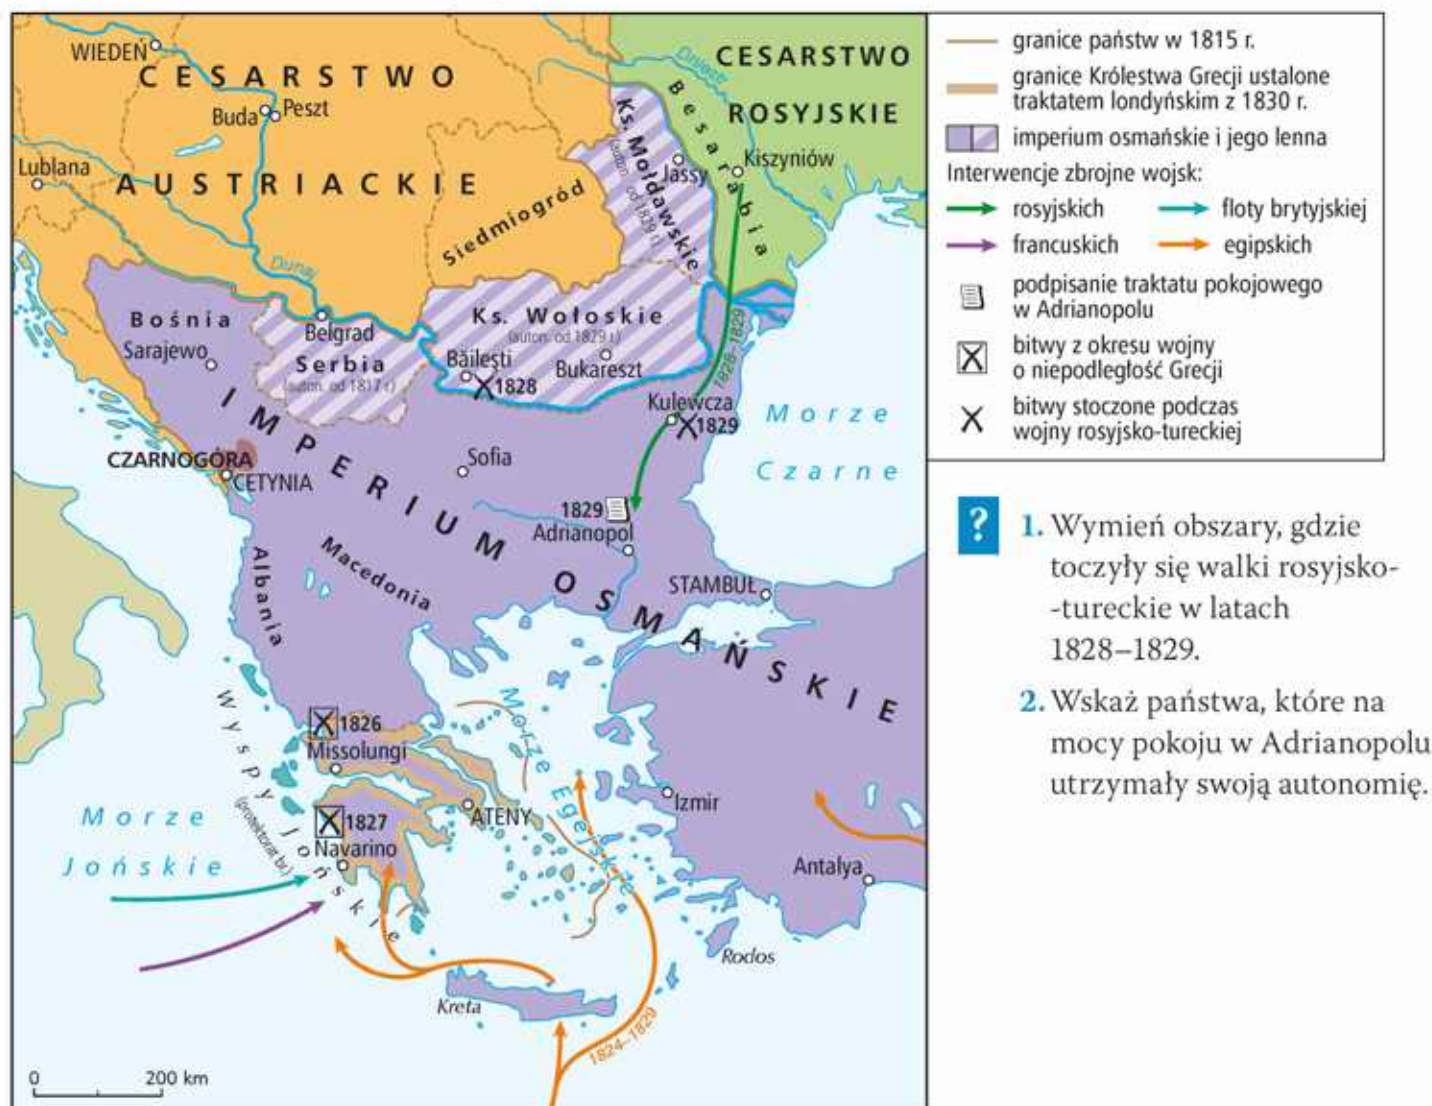 WIEDEŃ
CESARSTWO
AUSTRIACKIE
Buda
Peszt
Lublana
Siedmiogród
Dunaj
CESARSTWO
ROSYJSKIE
Dniestr
Besarabia
Kiszyniów
Jassy
Ks. Mołdawskie
(auton. od 1829 r.)
Bośnia
Sarajewo
Belgrad
Serbia
(auton. od 1817 r.)
Ks. Wołoskie
(auton. od 1829 r.)
Băilești
Bukareszt
1828
1828–1829
Kulewcza
1829
Morze
Czarne
CZARNOGÓRA
CETYNIA
Sofia
IMPERIUM OSMAŃSKIE
1829
Adrianopol
Albania
Macedonia
STAMBUŁ
1826
Missolungi
Wyspy Jońskie
(protektorat br.)
1827
Navarino
ATENY
Morze Egejskie
Izmir
Antalya
Morze
Jońskie
Rodos
Kreta
1824–1829
0
200 km
granice państw w 1815 r.
granice Królestwa Grecji ustalone
traktatem londyńskim z 1830 r.
imperium osmańskie i jego lenna
Interwencje zbrojne wojsk:
rosyjskich
floty brytyjskiej
francuskich
egipskich
podpisanie traktatu pokojowego
w Adrianopolu
bitwy z okresu wojny
o niepodległość Grecji
bitwy stoczone podczas
wojny rosyjsko-tureckiej
?
1. Wymień obszary, gdzie
toczyły się walki rosyjsko-
-tureckie w latach
1828–1829.
2. Wskaż państwa, które na
mocy pokoju w Adrianopolu
utrzymały swoją autonomię.